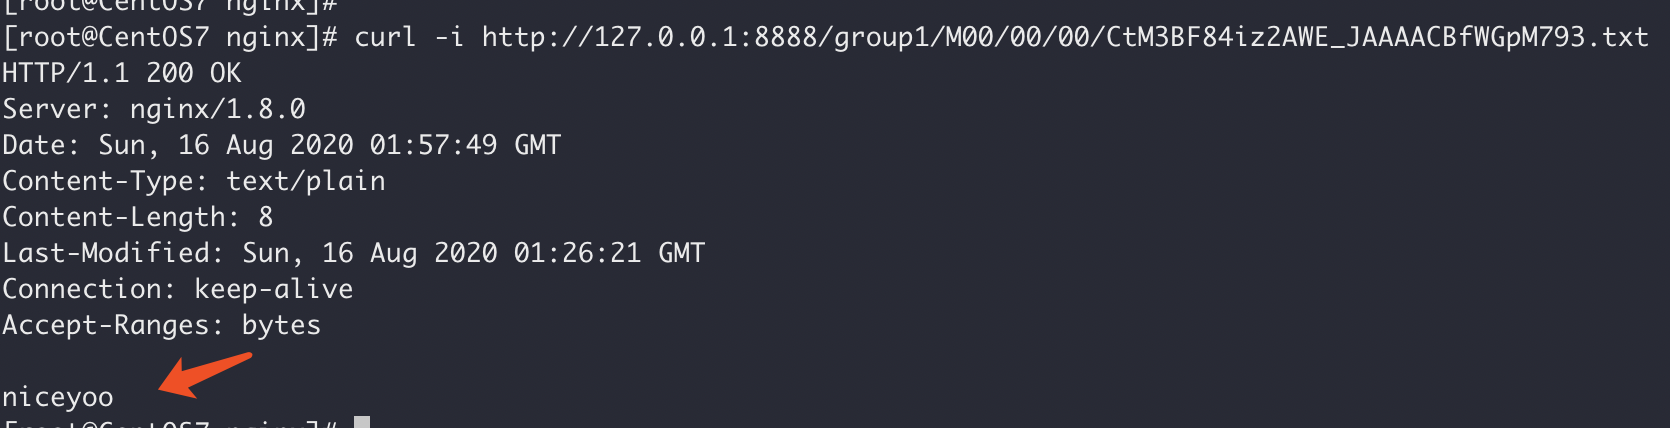 [root@CentOS7 nginx]#
[root@CentOS7 nginx]# curl -i http://127.0.0.1:8888/group1/M00/00/00/CtM3BF84iz2AWE_JAAAACBfWGpM793.txt
HTTP/1.1 200 OK
Server: nginx/1.8.0
Date: Sun, 16 Aug 2020 01:57:49 GMT
Content-Type: text/plain
Content-Length: 8
Last-Modified: Sun, 16 Aug 2020 01:26:21 GMT
Connection: keep-alive
Accept-Ranges: bytes
niceyoo
[root@CentOS7 nginx]#